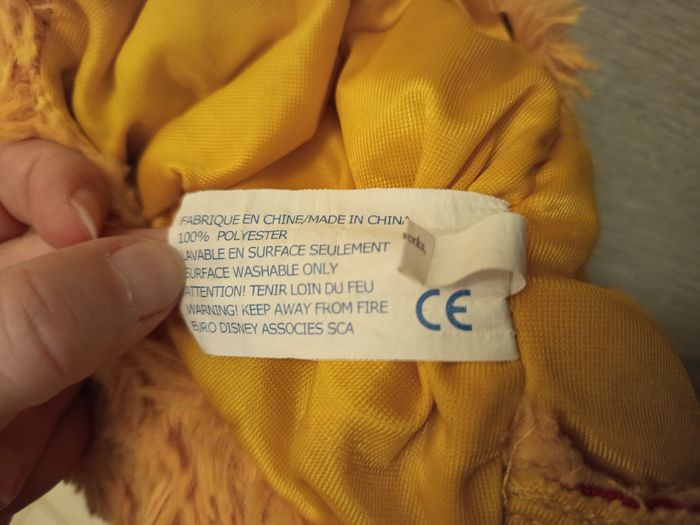 FABRIQUE EN CHINE/MADE IN CHINA
100% POLYESTER
LAVABLE EN SURFACE SEULEMENT
SURFACE WASHABLE ONLY
ATTENTION! TENIR LOIN DU FEU
WARNING! KEEP AWAY FROM FIRE
EURO DISNEY ASSOCIES SCA
CE